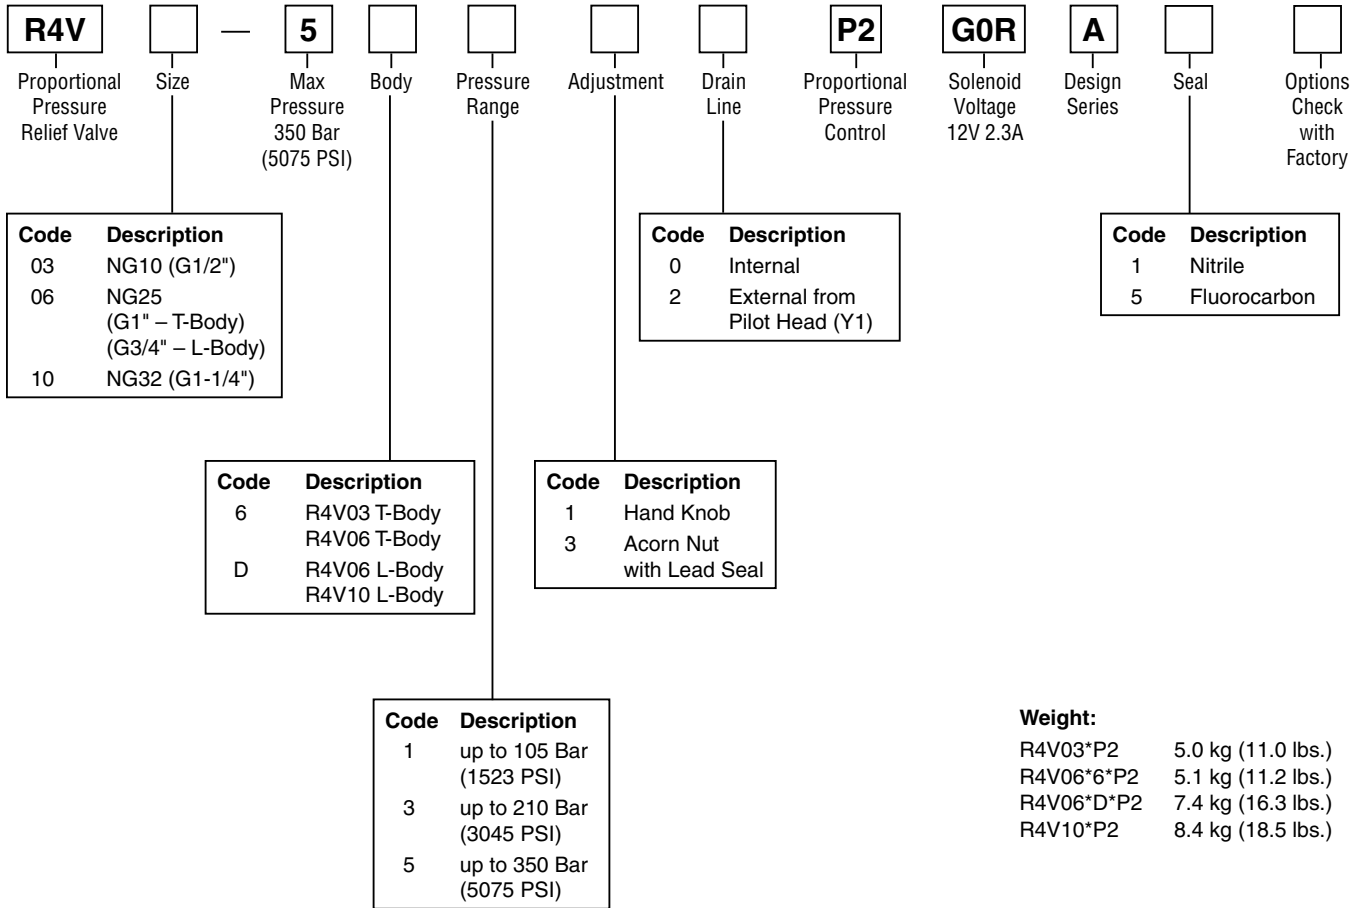 R4V — 5 P2 G0R A
Proportional
Pressure
Relief Valve
Size
Max
Pressure
350 Bar
(5075 PSI)
Body
Pressure
Range
Adjustment
Drain
Line
Proportional
Pressure
Control
Solenoid
Voltage
12V 2.3A
Design
Series
Seal
Options
Check
with
Factory
Code Description
03 NG10 (G1/2")
06 NG25
(G1" – T-Body)
(G3/4" – L-Body)
10 NG32 (G1-1/4")
Code Description
0 Internal
2 External from
Pilot Head (Y1)
Code Description
1 Nitrile
5 Fluorocarbon
Code Description
6 R4V03 T-Body
R4V06 T-Body
D R4V06 L-Body
R4V10 L-Body
Code Description
1 Hand Knob
3 Acorn Nut
with Lead Seal
Code Description
1 up to 105 Bar
(1523 PSI)
3 up to 210 Bar
(3045 PSI)
5 up to 350 Bar
(5075 PSI)
Weight:
R4V03*P2 5.0 kg (11.0 lbs.)
R4V06*6*P2 5.1 kg (11.2 lbs.)
R4V06*D*P2 7.4 kg (16.3 lbs.)
R4V10*P2 8.4 kg (18.5 lbs.)